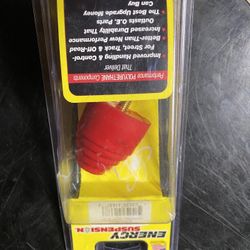 That Deliver
Performance POLYURETHANE Components
Improved Handling Control-
For Street, Track & Off-Road
Better-Than New Performance
Increased Durability That
Outlasts O.E. Parts
The Best Upgrade Money
Can Buy
ENERGY
SUSPENSION